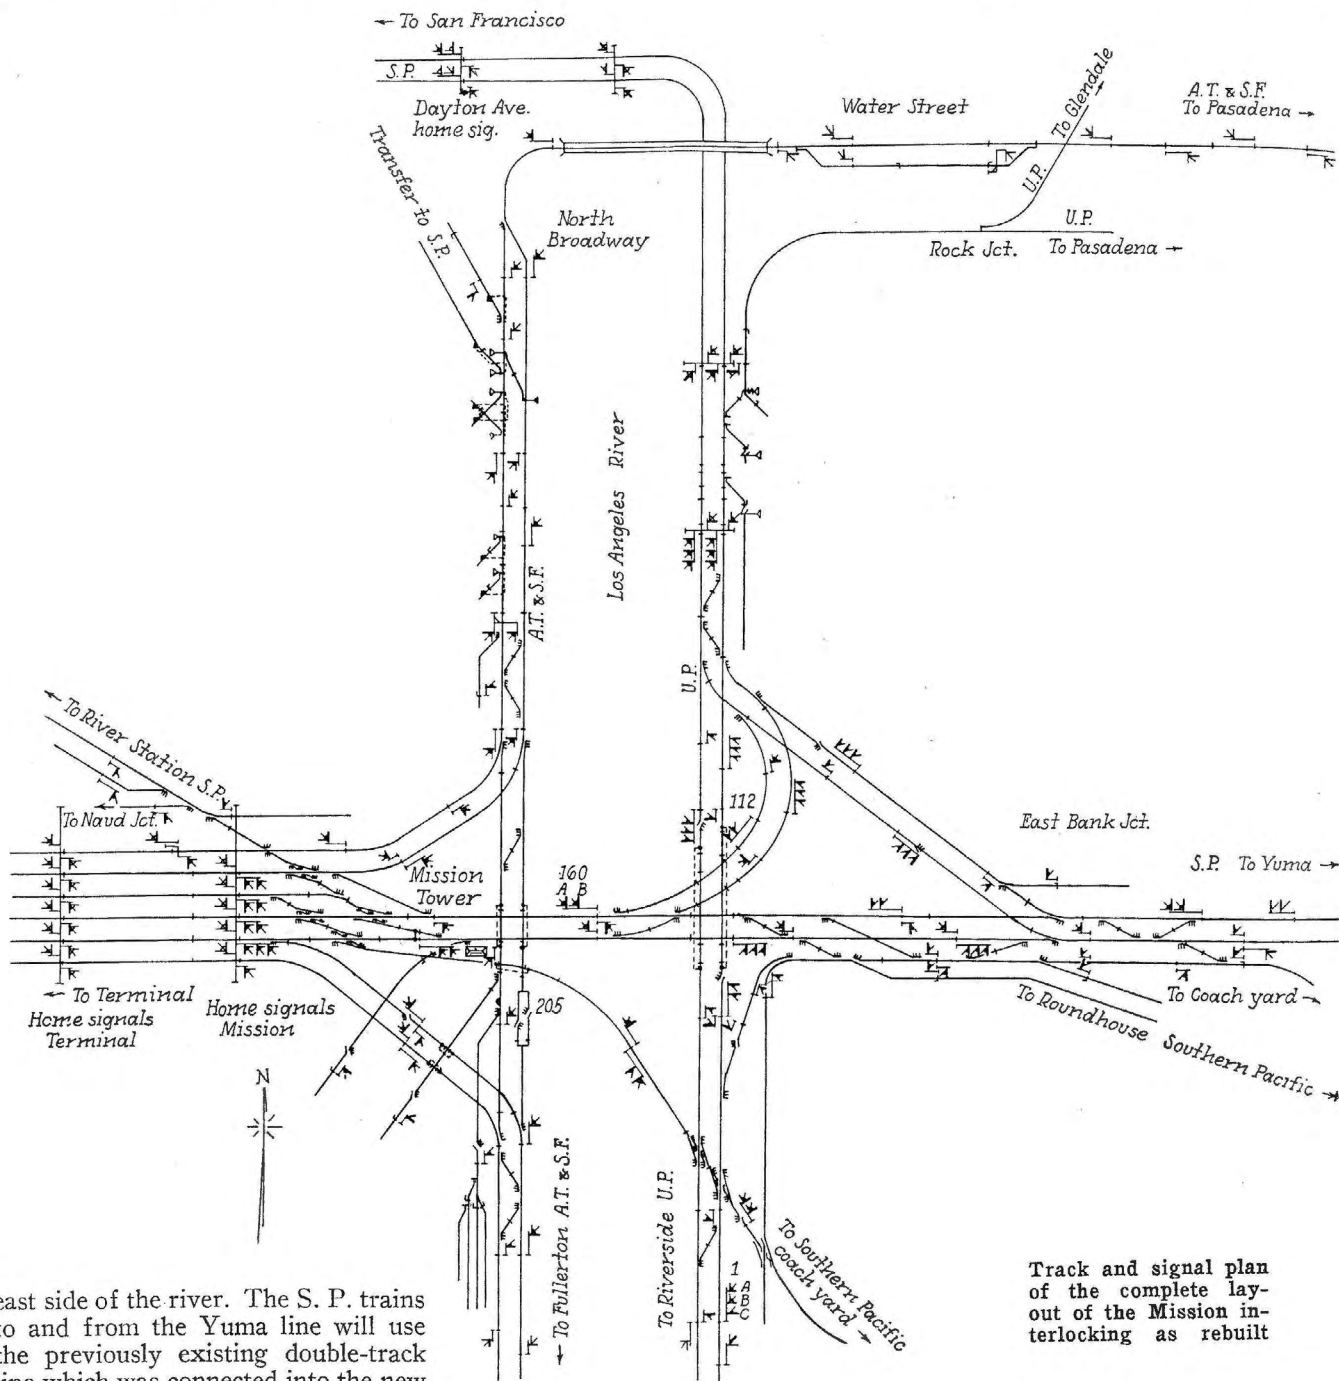 ← To San Francisco
S.P.
Dayton Ave.
home sig.
Water Street
To Glendale
A.T. & S.F.
To Pasadena →
Transfer to S.P.
North
Broadway
U.P.
U.P.
Rock Jct.
To Pasadena →
Los Angeles River
A.T. & S.F.
U.P.
← To River Station S.P.
To Naud Jct.
112
East Bank Jct.
S.P. To Yuma →
Mission
Tower
160
A B
← To Terminal
Home signals
Terminal
Home signals
Mission
205
To Coach yard →
To Roundhouse Southern Pacific →
N
← To Fullerton A.T. & S.F.
To Riverside U.P.
1
A
B
C
To Southern Pacific
coach yard →
Track and signal plan
of the complete lay-
out of the Mission in-
terlocking as rebuilt
east side of the river. The S. P. trains
to and from the Yuma line will use
the previously existing double-track
which was connected into the new